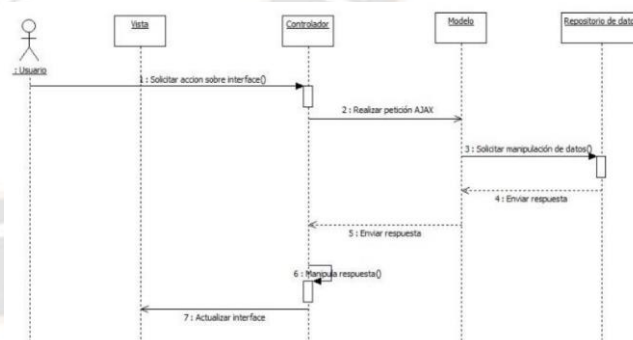 Vista
Controlador
Modelo
Repositorio de dato
: Usuario
1 : Solicitar accion sobre interface()
2 : Realizar petición AJAX
3 : Solicitar manipulación de datos()
4 : Enviar respuesta
5 : Enviar respuesta
6 : Manipula respuesta()
7 : Actualizar interface